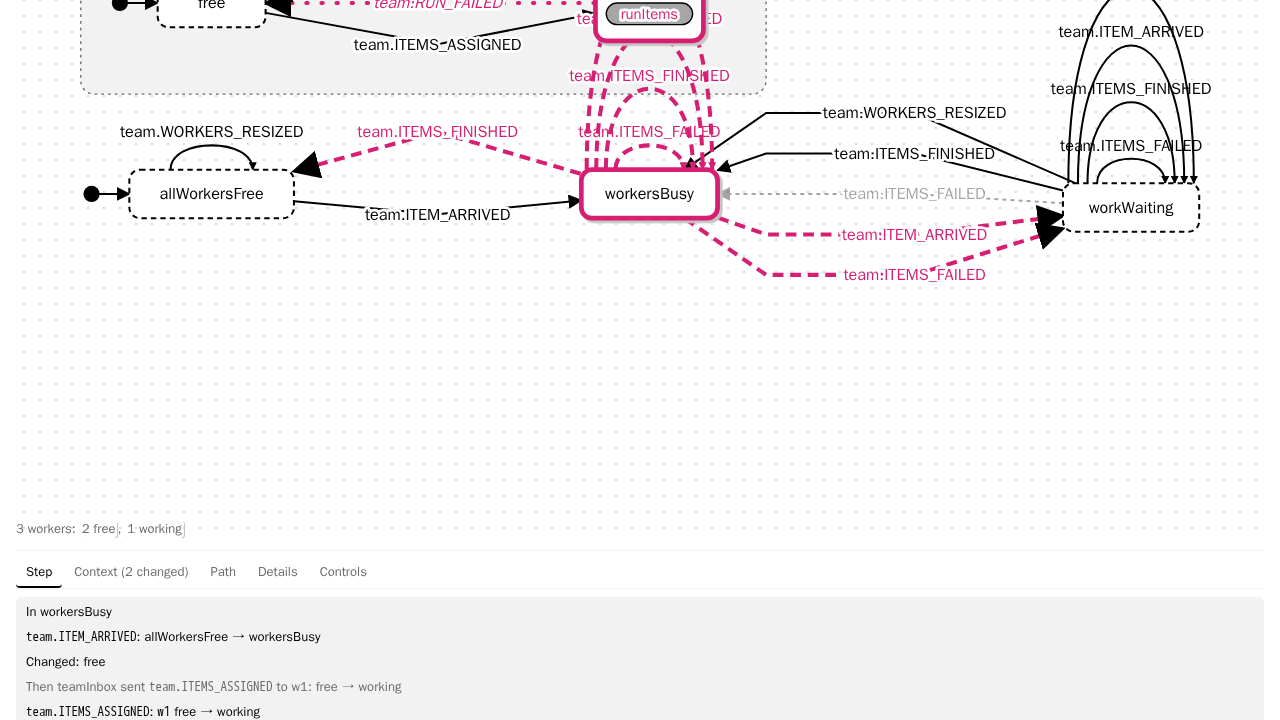 free
team:RUN_FAILED
runItems
team.ITEMS_ASSIGNED
team.ITEM_ARRIVED
team:ITEMS_FINISHED
team.ITEMS_FINISHED
team.WORKERS_RESIZED
team.WORKERS_RESIZED
team:ITEMS_FINISHED
team:ITEMS_FAILED
team.ITEMS_FAILED
team:ITEMS_FINISHED
allWorkersFree
workersBusy
team:ITEMS_FAILED
workWaiting
team:ITEM_ARRIVED
team:ITEM_ARRIVED
team:ITEMS_FAILED
3 workers: 2 free, 1 working
Step Context (2 changed) Path Details Controls
In workersBusy
team.ITEM_ARRIVED: allWorkersFree → workersBusy
Changed: free
Then teamInbox sent team.ITEMS_ASSIGNED to w1: free → working
team.ITEMS_ASSIGNED: w1 free → working